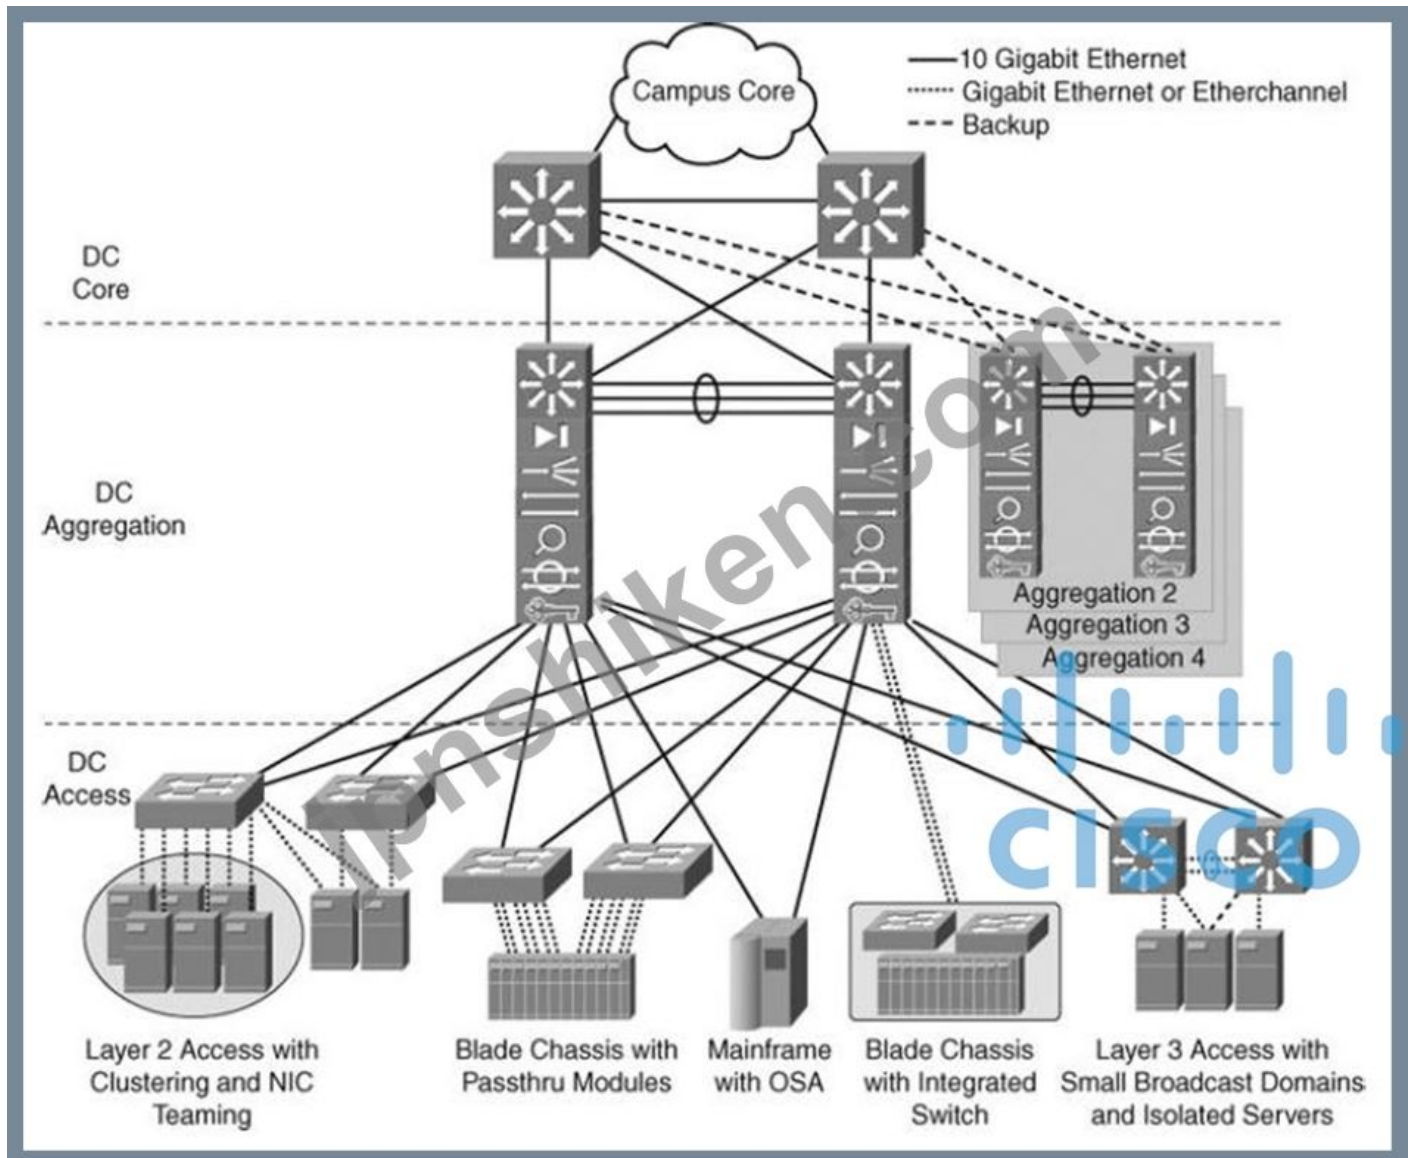 Campus Core
10 Gigabit Ethernet
Gigabit Ethernet or Etherchannel
Backup
DC
Core
DC
Aggregation
Aggregation 2
Aggregation 3
Aggregation 4
DC
Access
Layer 2 Access with
Clustering and NIC
Teaming
Blade Chassis with
Passthru Modules
Mainframe
with OSA
Blade Chassis
with Integrated
Switch
Layer 3 Access with
Small Broadcast Domains
and Isolated Servers
jpnshiken.com
CISCO